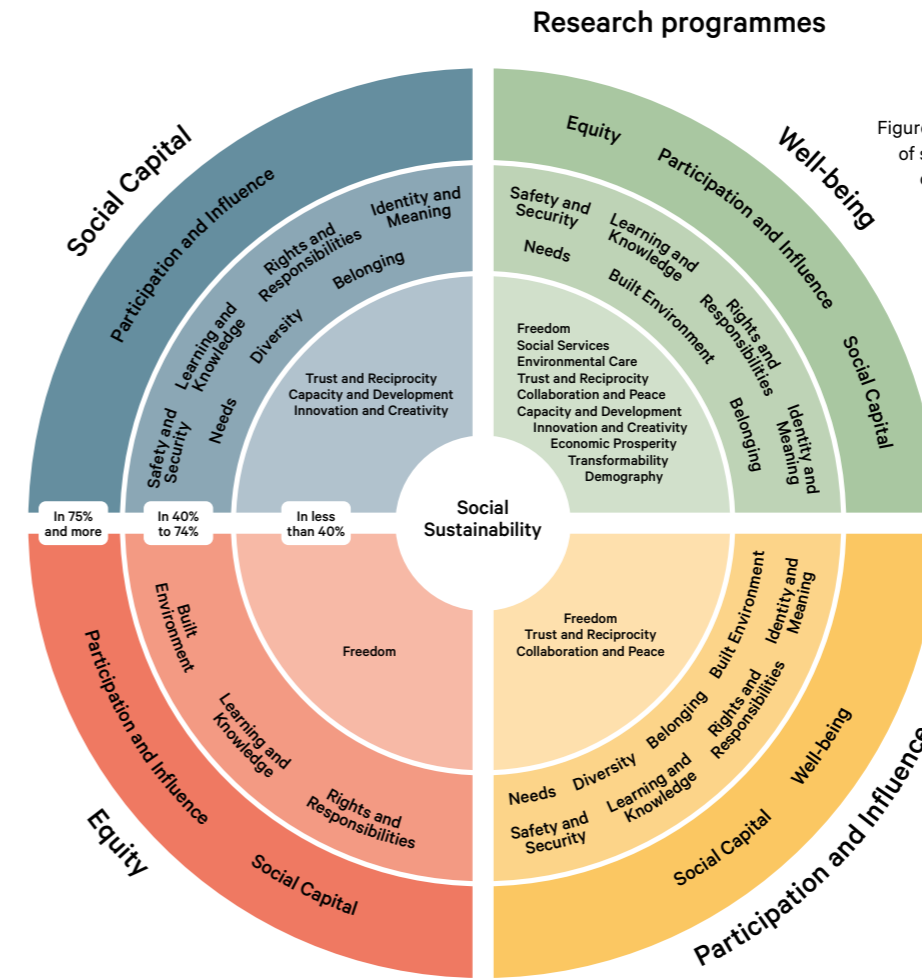 Research programmes
Figure
of s
Social Capital
Participation and Influence
Identity and
Meaning
Rights and
Responsibilities
Belonging
Learning and
Knowledge
Diversity
Safety and
Security
Needs
Trust and Reciprocity
Capacity and Development
Innovation and Creativity
Well-being
Equity
Participation and Influence
Social Capital
Safety and
Security
Learning and
Knowledge
Needs
Built Environment
Rights and
Responsibilities
Belonging
Identity and
Meaning
Freedom
Social Services
Environmental Care
Trust and Reciprocity
Collaboration and Peace
Capacity and Development
Innovation and Creativity
Economic Prosperity
Transformability
Demography
In 75%
and more
In 40%
to 74%
In less
than 40%
Social
Sustainability
Equity
Participation and Influence
Social Capital
Built
Environment
Learning and
Knowledge
Rights and
Responsibilities
Freedom
Participation and Influence
Well-being
Social Capital
Identity and
Meaning
Built Environment
Rights and
Responsibilities
Belonging
Learning and
Knowledge
Diversity
Needs
Safety and
Security
Freedom
Trust and Reciprocity
Collaboration and Peace